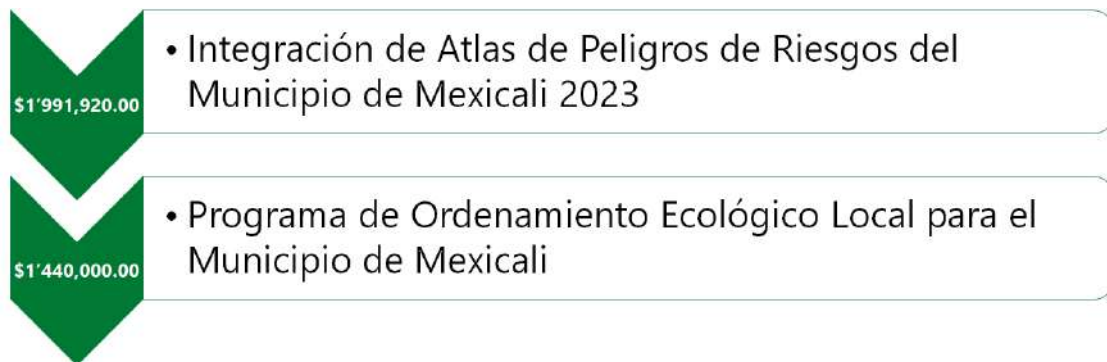 $1'991,920.00
• Integración de Atlas de Peligros de Riesgos del
Municipio de Mexicali 2023
$1'440,000.00
• Programa de Ordenamiento Ecológico Local para el
Municipio de Mexicali